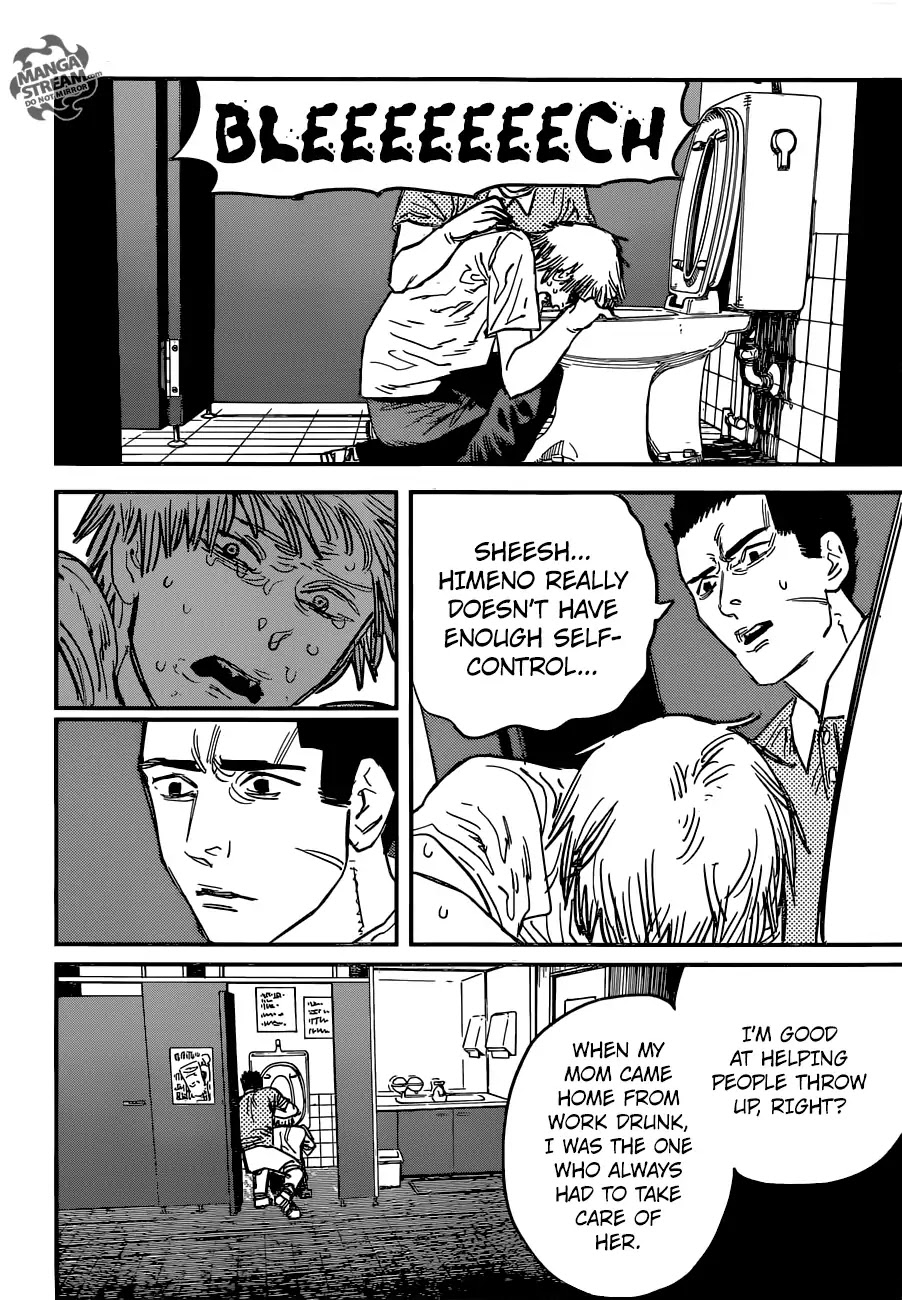 MANGA
STREAM.com
DO NOT MIRROR!
BLEEEEEEEECH
SHEESH...
HIMENO REALLY
DOESN'T HAVE
ENOUGH SELF-
CONTROL...
I'M GOOD
AT HELPING
PEOPLE THROW
UP, RIGHT?
WHEN MY
MOM CAME
HOME FROM
WORK DRUNK,
I WAS THE ONE
WHO ALWAYS
HAD TO TAKE
CARE OF
HER.